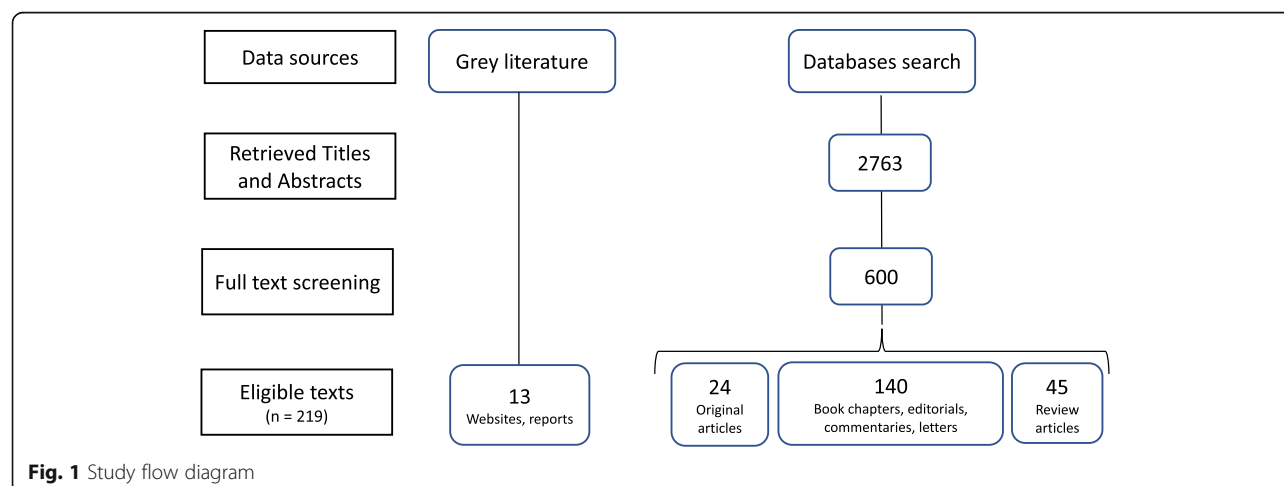 Data sources
Grey literature
Databases search
Retrieved Titles
and Abstracts
2763
Full text screening
600
Eligible texts
(n = 219)
13
Websites, reports
24
Original
articles
140
Book chapters, editorials,
commentaries, letters
45
Review
articles
Fig. 1 Study flow diagram